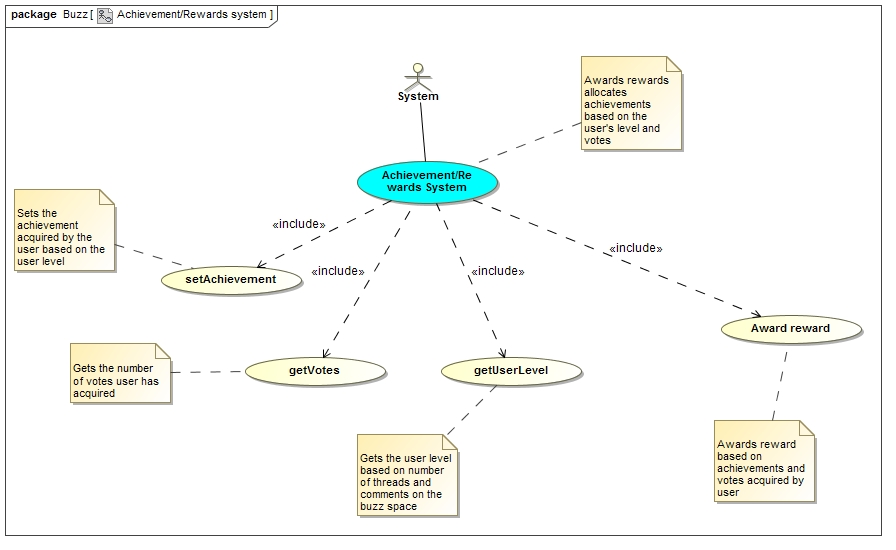 package Buzz [ Achievement/Rewards system ]
System
Awards rewards
allocates
achievements
based on the
user's level and
votes
Achievement/Re
wards System
Sets the
achievement
acquired by the
user based on the
user level
«include»
«include»
«include»
«include»
setAchievement
Award reward
Gets the number
of votes user has
acquired
getVotes
getUserLevel
Gets the user level
based on number
of threads and
comments on the
buzz space
Awards reward
based on
achievements and
votes acquired by
user